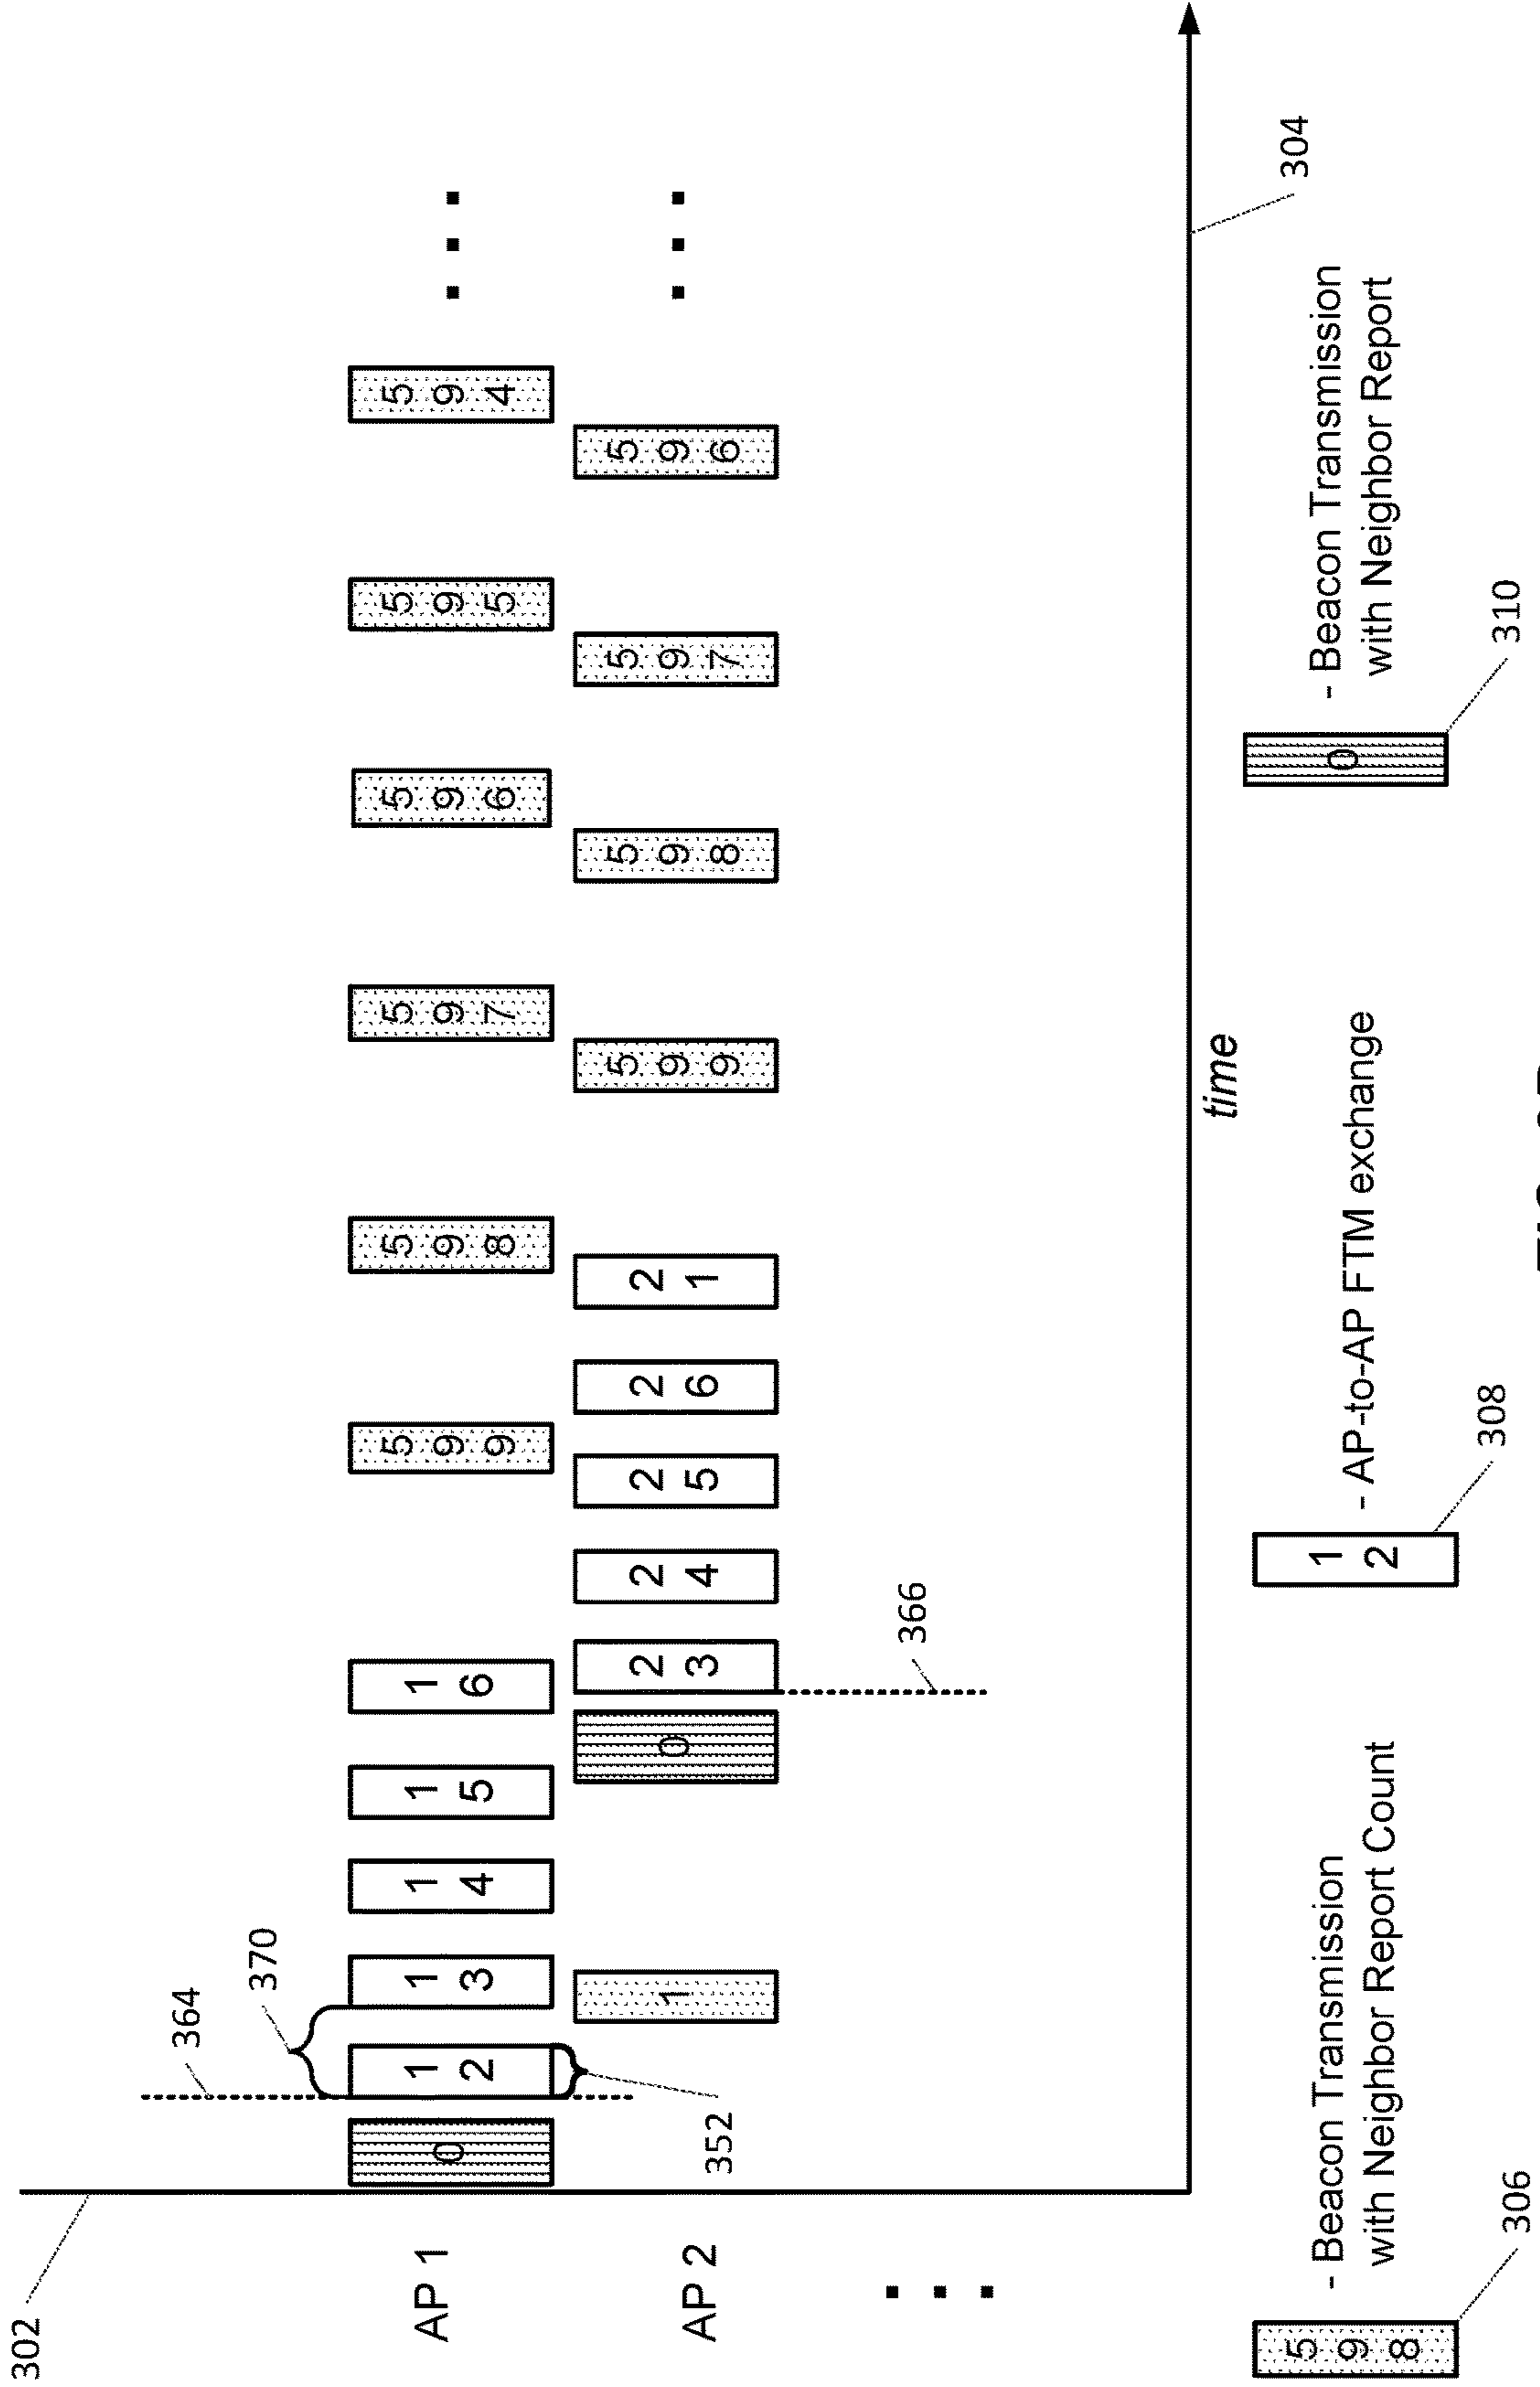 302
AP 1
0
1 2
1 3
1 4
1 5
1 6
5 9 9
5 9 8
5 9 7
5 9 6
5 9 5
5 9 4
. . .
364
370
352
AP 2
1
0
2 3
2 4
2 5
2 6
2 1
5 9 9
5 9 8
5 9 7
5 9 6
. . .
366
. . .
time
304
5 9 8
- Beacon Transmission
with Neighbor Report Count
306
1 2
- AP-to-AP FTM exchange
308
0
- Beacon Transmission
with Neighbor Report
310